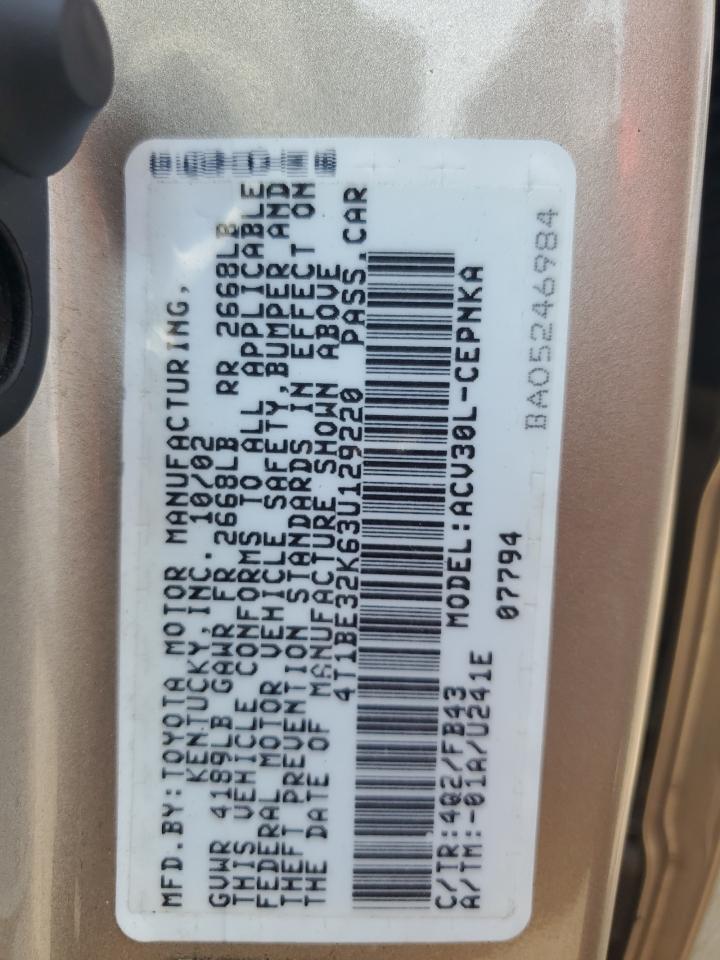 MFD.BY:TOYOTA MOTOR MANUFACTURING,
KENTUCKY,INC. 10/02
GVWR 4189LB GAWR FR 2668LB RR 2668LB
THIS VEHICLE CONFORMS TO ALL APPLICABLE
FEDERAL MOTOR VEHICLE SAFETY,BUMPER AND
THEFT PREVENTION STANDARDS IN EFFECT ON
THE DATE OF MANUFACTURE SHOWN ABOVE
4T1BE32K63U129220 PASS.CAR
C/TR:4Q2/FB43 MODEL:ACV30L-CEPNKA
A/TM:-01A/U241E
07794
BA05246984